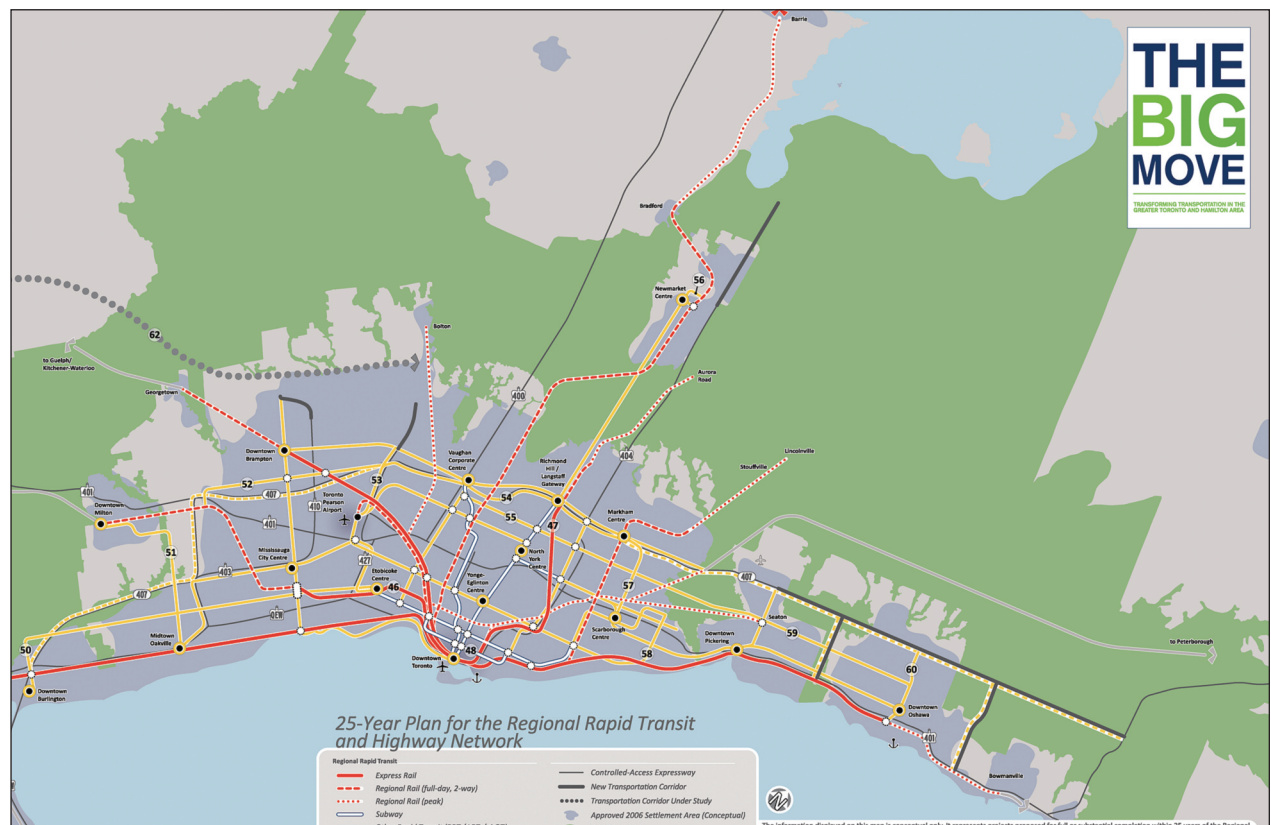 Barrie
THE
BIG
MOVE
TRANSFORMING TRANSPORTATION IN THE
GREATER TORONTO AND HAMILTON AREA
Bradford
56
Newmarket
Centre
Bolton
62
to Guelph/
Kitchener-Waterloo
Aurora
Road
Georgetown
400
Downtown
Brampton
Vaughan
Corporate
Centre
Richmond
Hill /
Langstaff
Gateway
404
Lincolnville
Stouffville
52
53
401
407
Toronto
Pearson
Airport
410
54
Downtown
Milton
401
55
47
Markham
Centre
51
Mississauga
City Centre
North
York
Centre
427
403
Etobicoke
Centre
46
Yonge-
Eglinton
Centre
57
407
407
QEW
Scarborough
Centre
Seaton
Midtown
Oakville
Downtown
Pickering
59
to Peterborough
50
48
58
60
Downtown
Toronto
Downtown
Burlington
Downtown
Oshawa
401
25-Year Plan for the Regional Rapid Transit
and Highway Network
Bowmanville
Regional Rapid Transit
Express Rail
Regional Rail (full-day, 2-way)
Regional Rail (peak)
Subway
Controlled-Access Expressway
New Transportation Corridor
Transportation Corridor Under Study
Approved 2006 Settlement Area (Conceptual)